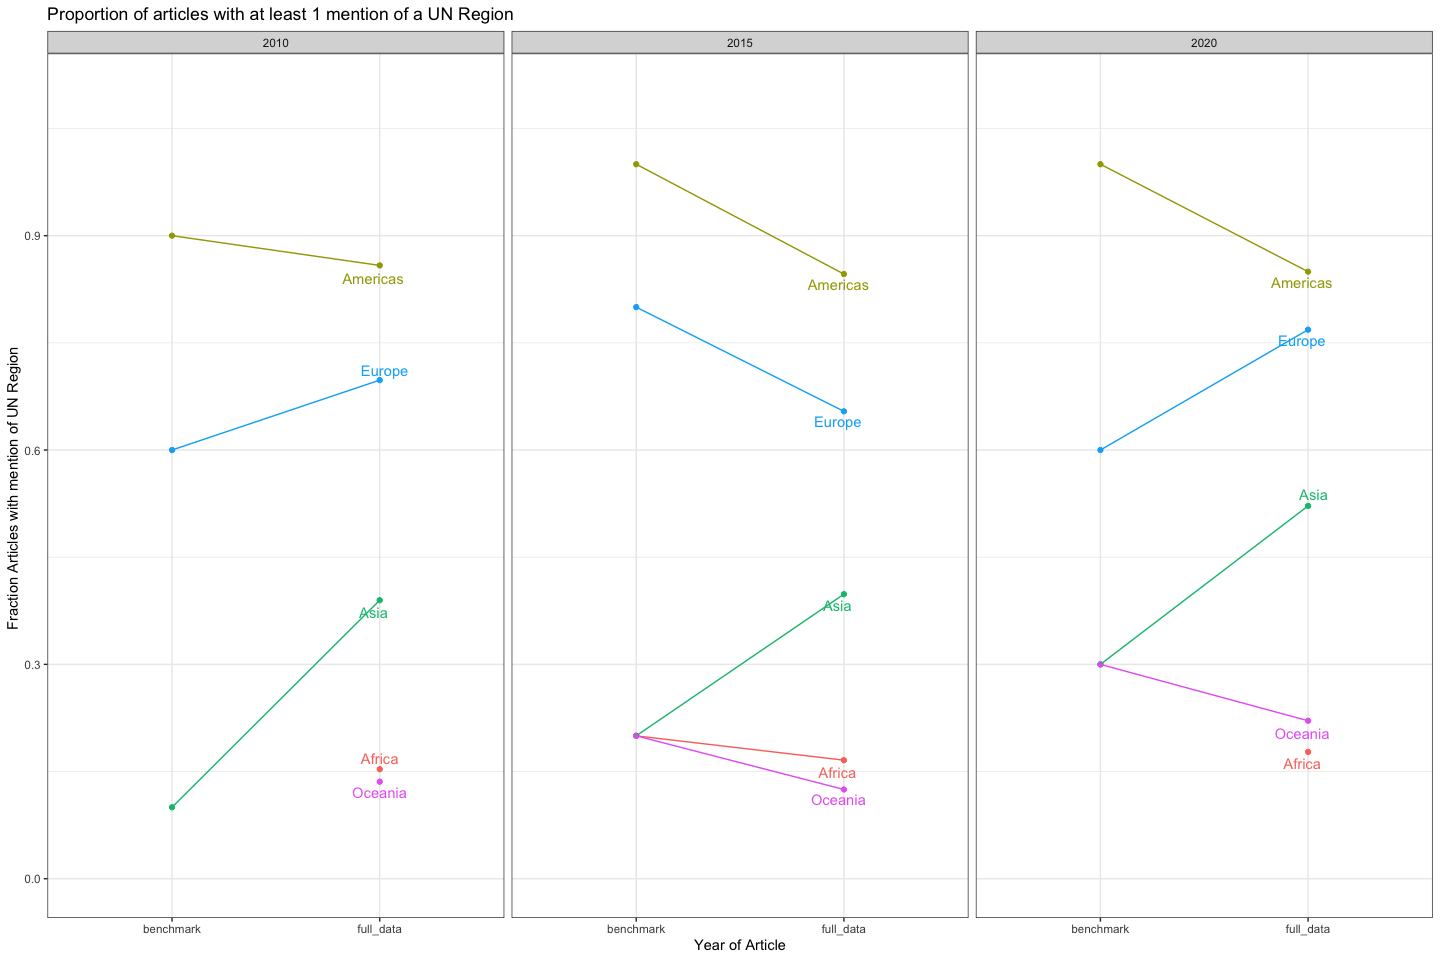 Proportion of articles with at least 1 mention of a UN Region
2010
2015
2020
Fraction Articles with mention of UN Region
0.9
0.6
0.3
0.0
Americas
Europe
Asia
Africa
Oceania
Americas
Europe
Asia
Africa
Oceania
Americas
Europe
Asia
Oceania
Africa
benchmark
full_data
benchmark
full_data
benchmark
full_data
Year of Article